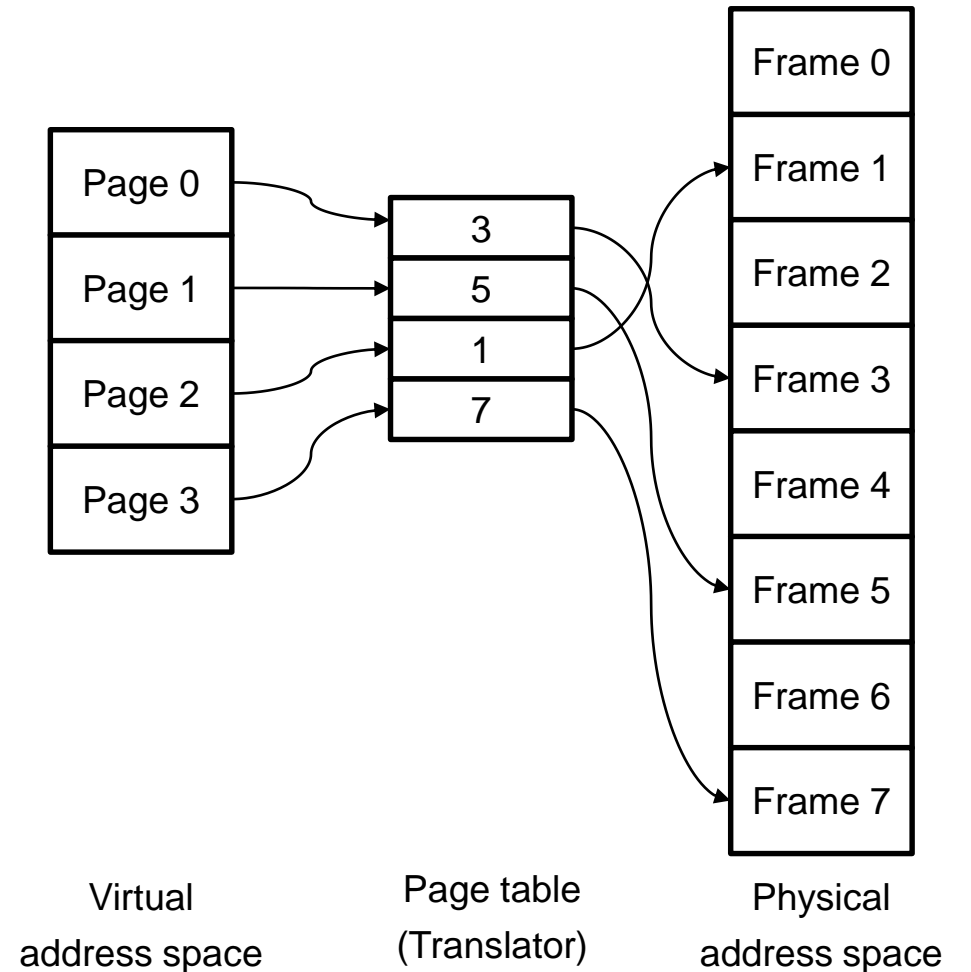 Page 0
Page 1
Page 2
Page 3
3
5
1
7
Frame 0
Frame 1
Frame 2
Frame 3
Frame 4
Frame 5
Frame 6
Frame 7
Virtual
address space
Page table
(Translator)
Physical
address space